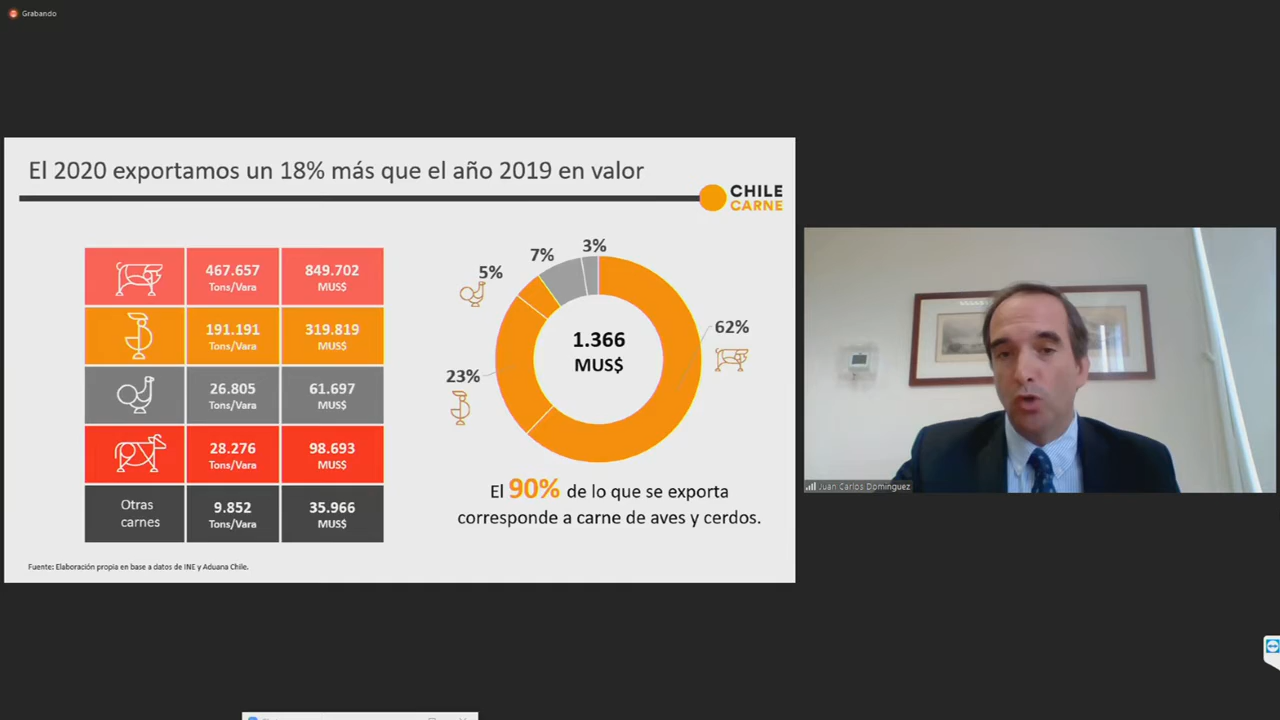 Grabando
El 2020 exportamos un 18% más que el año 2019 en valor
CHILE
CARNE
467.657
Tons/Vara
849.702
MUS$
191.191
Tons/Vara
319.819
MUS$
26.805
Tons/Vara
61.697
MUS$
28.276
Tons/Vara
98.693
MUS$
Otras
carnes
9.852
Tons/Vara
35.966
MUS$
3%
7%
5%
62%
23%
1.366
MUS$
El 90% de lo que se exporta
corresponde a carne de aves y cerdos.
Fuente: Elaboración propia en base a datos de INE y Aduana Chile.
Juan Carlos Domínguez